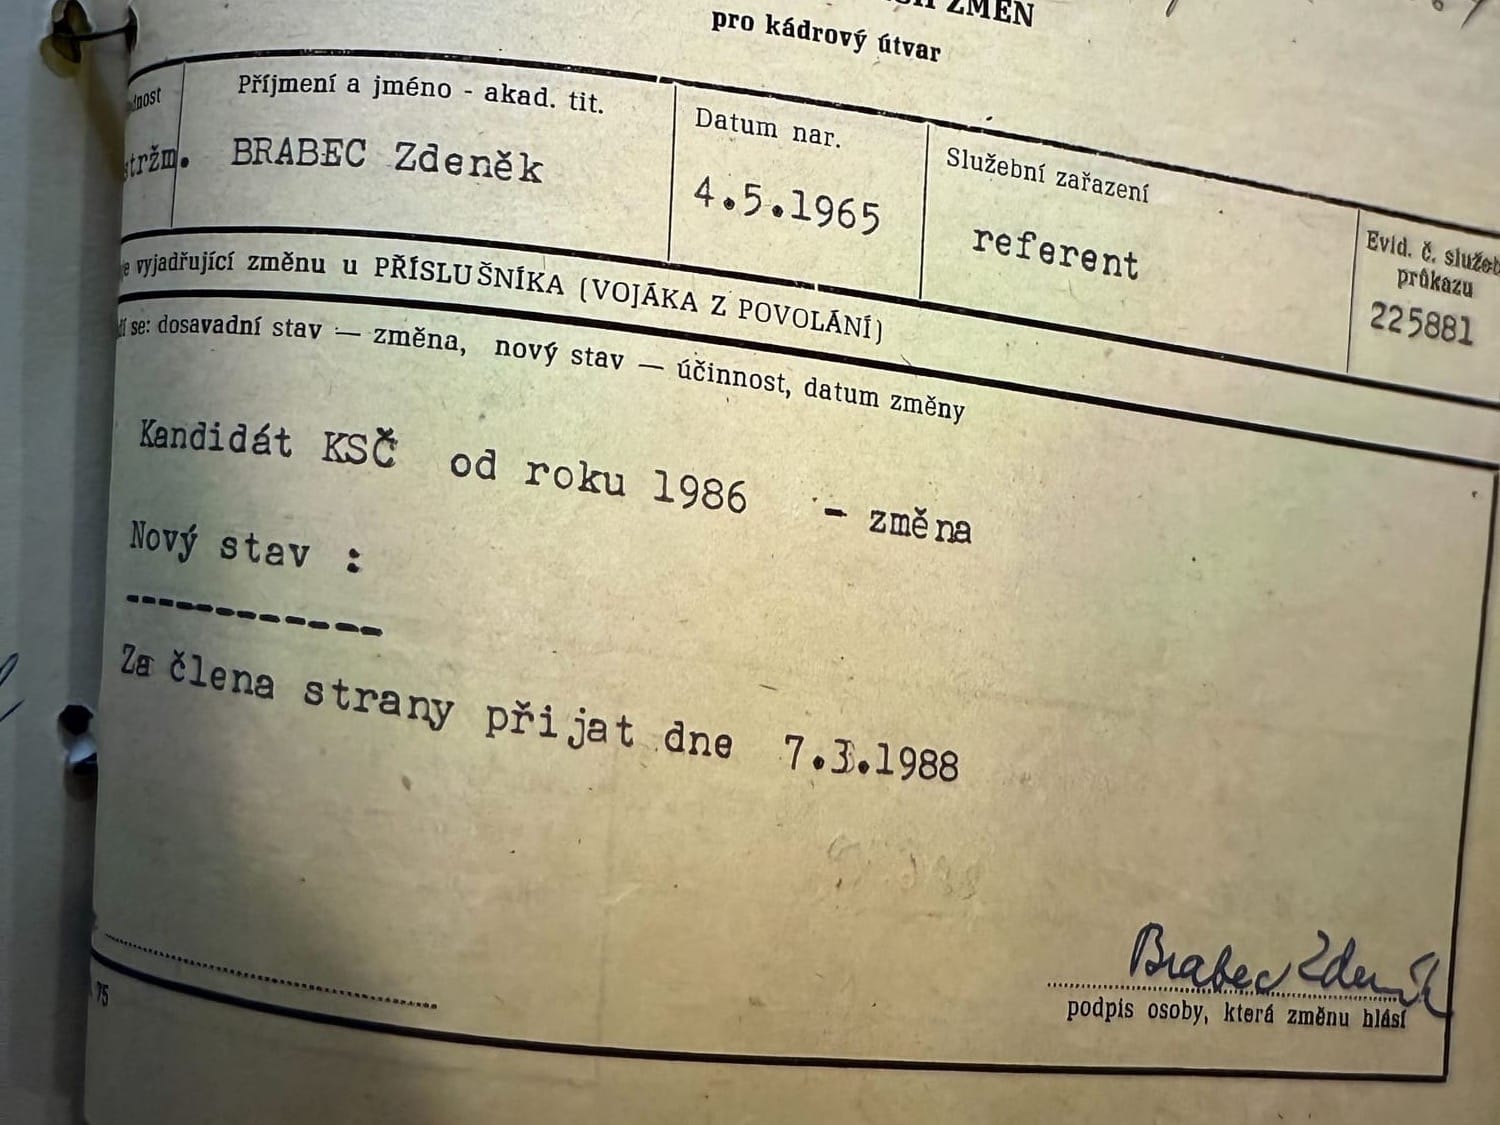 ZMĚN
pro kádrový útvar
Příjmení a jméno - akad. tit.
BRABEC Zdeněk
Datum nar.
4.5.1965
Služební zařazení
referent
Evid. č. služeb
průkazu
225881
vyjadřující změnu u PŘÍSLUŠNÍKA (VOJÁKA Z POVOLÁNÍ)
se: dosavadní stav — změna, nový stav — účinnost, datum změny
Kandidát KSČ od roku 1986 - změna
Nový stav :
------------
Za člena strany přijat dne 7.3.1988
Brabec Zdeněk
podpis osoby, která změnu hlásí
75